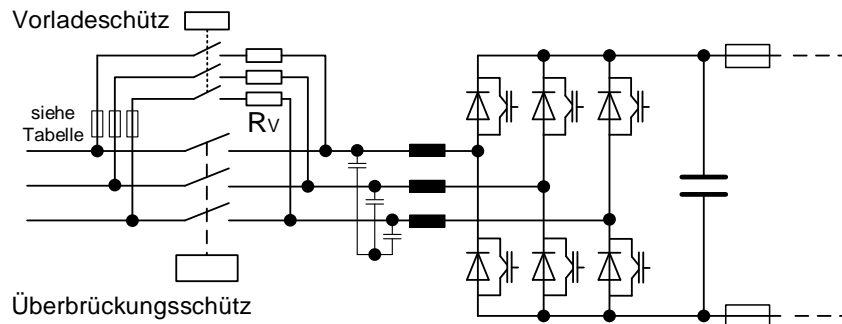 Vorladeschütz
siehe
Tabelle
RV
Überbrückungsschütz